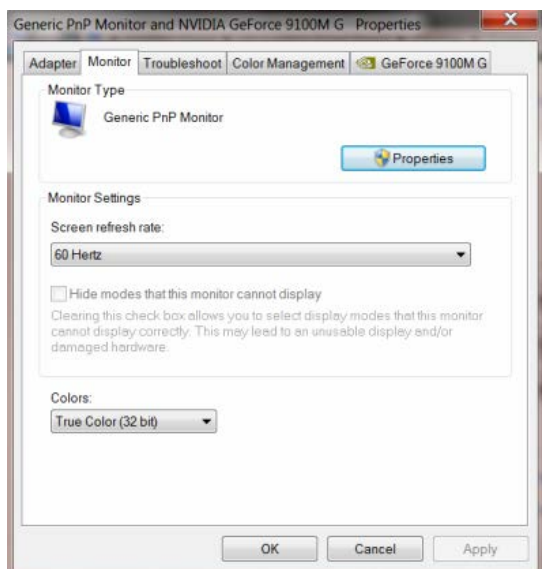 Generic PnP Monitor and NVIDIA GeForce 9100M G Properties
Adapter Monitor Troubleshoot Color Management GeForce 9100M G
Monitor Type
Generic PnP Monitor
Properties
Monitor Settings
Screen refresh rate:
60 Hertz
Hide modes that this monitor cannot display
Clearing this check box allows you to select display modes that this monitor
cannot display correctly. This may lead to an unusable display and/or
damaged hardware.
Colors:
True Color (32 bit)
OK Cancel Apply